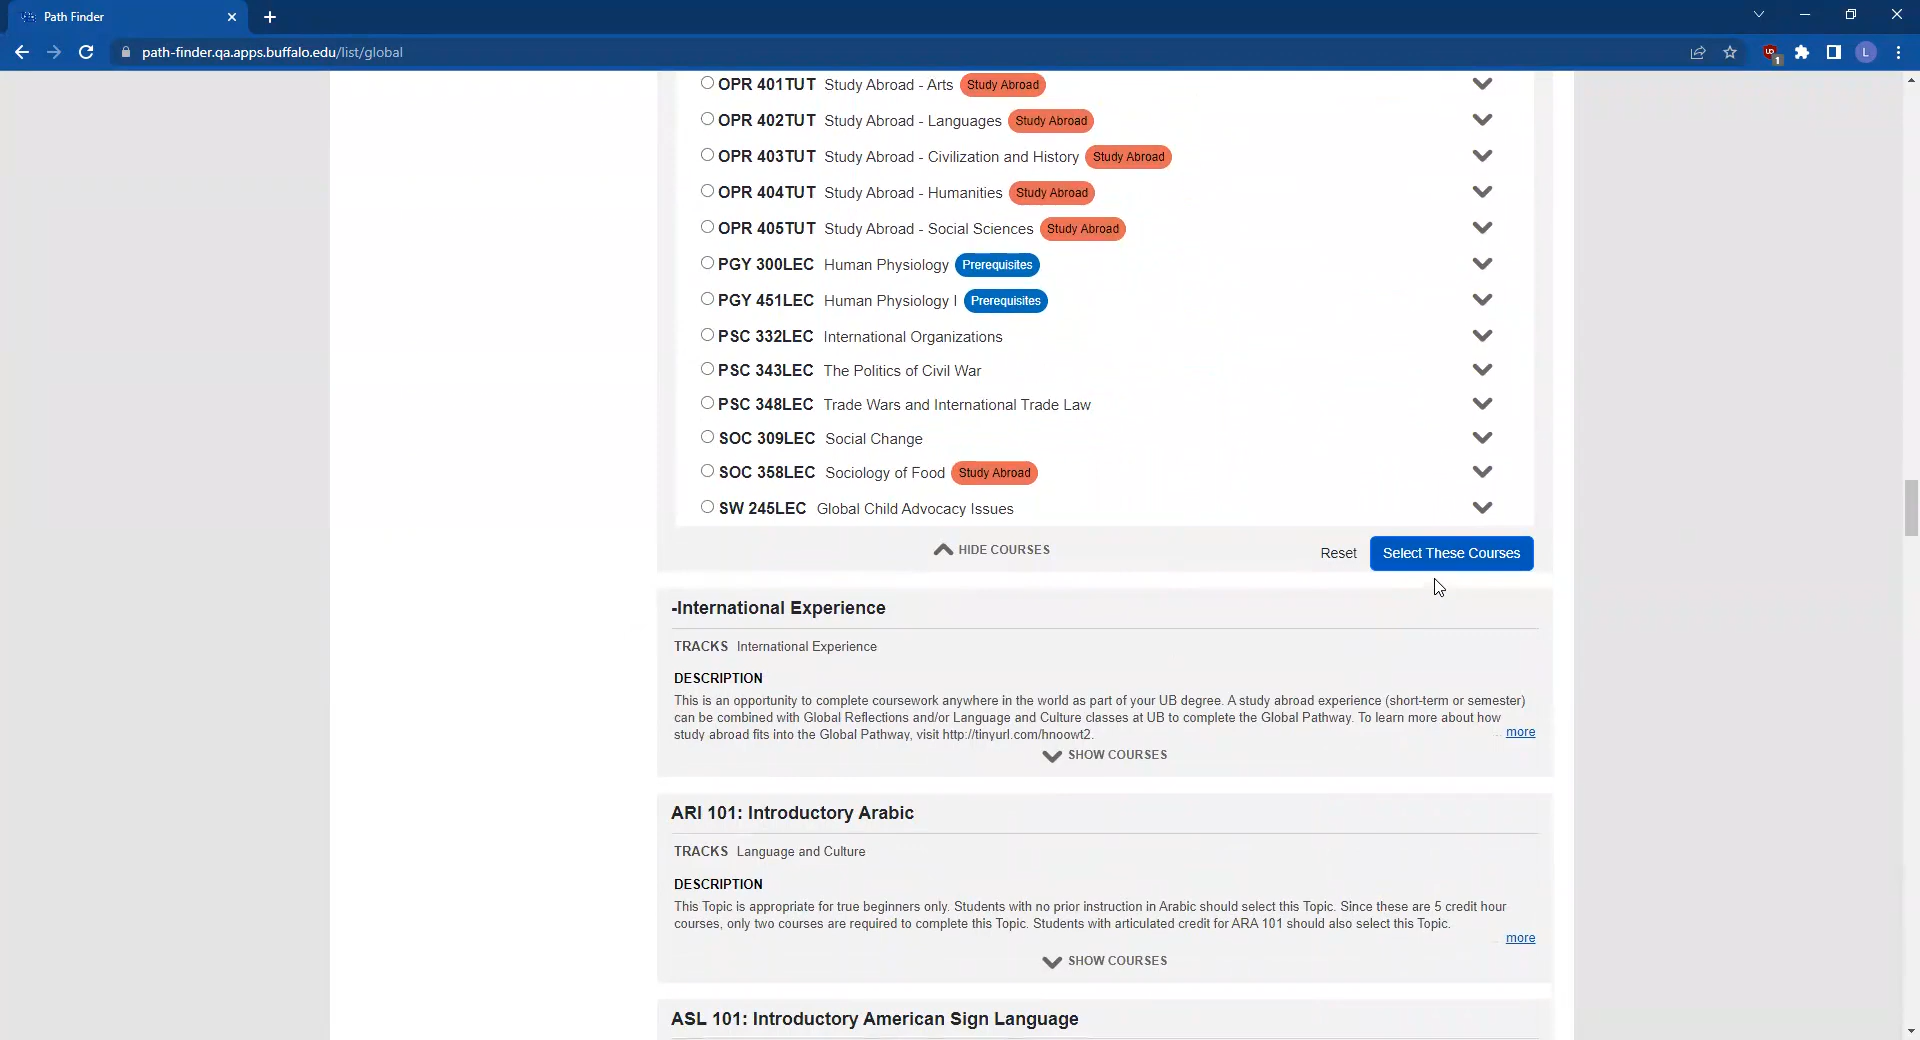 Path Finder
path-finder.qa.apps.buffalo.edu/list/global
UD
1
L
OPR 401TUT Study Abroad - Arts Study Abroad
OPR 402TUT Study Abroad - Languages Study Abroad
OPR 403TUT Study Abroad - Civilization and History Study Abroad
OPR 404TUT Study Abroad - Humanities Study Abroad
OPR 405TUT Study Abroad - Social Sciences Study Abroad
PGY 300LEC Human Physiology Prerequisites
PGY 451LEC Human Physiology I Prerequisites
PSC 332LEC International Organizations
PSC 343LEC The Politics of Civil War
PSC 348LEC Trade Wars and International Trade Law
SOC 309LEC Social Change
SOC 358LEC Sociology of Food Study Abroad
SW 245LEC Global Child Advocacy Issues
HIDE COURSES Reset Select These Courses
-International Experience
TRACKS International Experience
DESCRIPTION
This is an opportunity to complete coursework anywhere in the world as part of your UB degree. A study abroad experience (short-term or semester)
can be combined with Global Reflections and/or Language and Culture classes at UB to complete the Global Pathway. To learn more about how
study abroad fits into the Global Pathway, visit http://tinyurl.com/hnoowt2. ... more
SHOW COURSES
ARI 101: Introductory Arabic
TRACKS Language and Culture
DESCRIPTION
This Topic is appropriate for true beginners only. Students with no prior instruction in Arabic should select this Topic. Since these are 5 credit hour
courses, only two courses are required to complete this Topic. Students with articulated credit for ARA 101 should also select this Topic.
... more
SHOW COURSES
ASL 101: Introductory American Sign Language